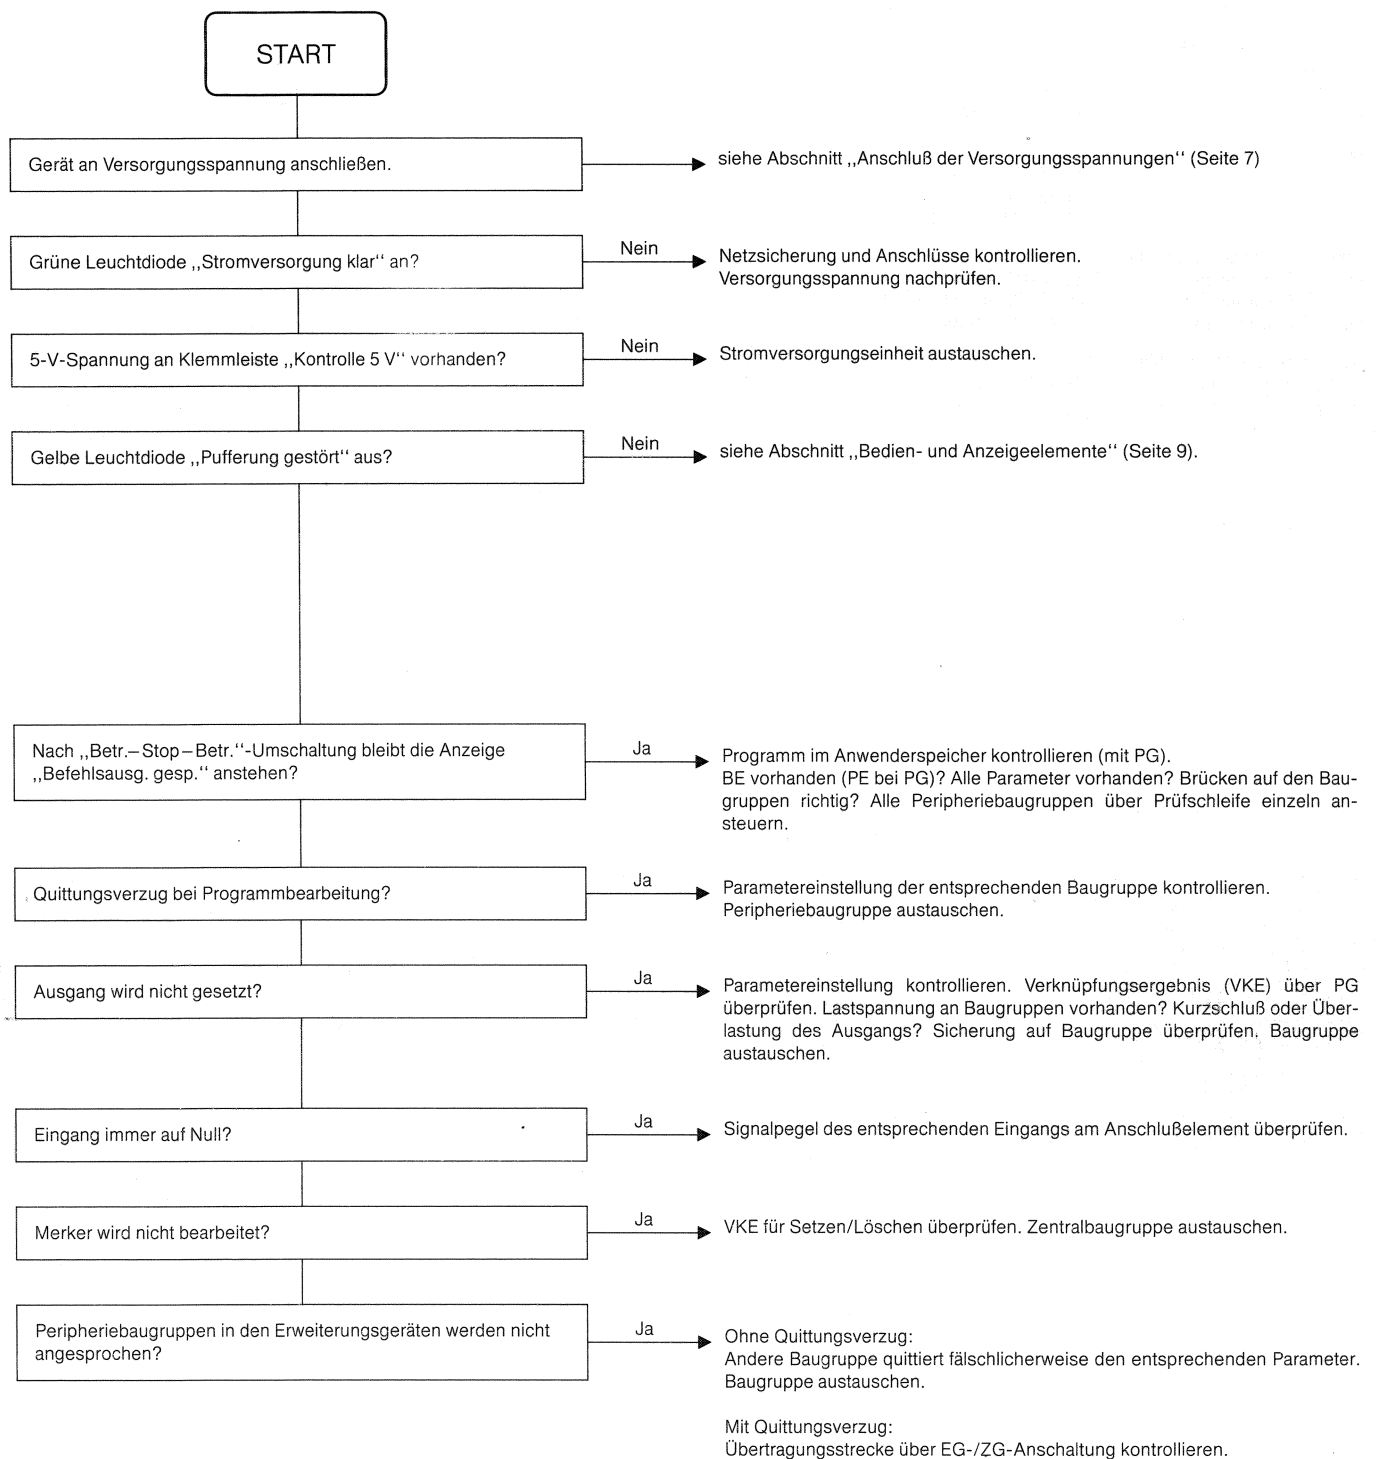 START
Gerät an Versorgungsspannung anschließen.
siehe Abschnitt ,,Anschluß der Versorgungsspannungen'' (Seite 7)
Grüne Leuchtdiode ,,Stromversorgung klar'' an?
Nein
Netzsicherung und Anschlüsse kontrollieren.
Versorgungsspannung nachprüfen.
5-V-Spannung an Klemmleiste ,,Kontrolle 5 V'' vorhanden?
Nein
Stromversorgungseinheit austauschen.
Gelbe Leuchtdiode ,,Pufferung gestört'' aus?
Nein
siehe Abschnitt ,,Bedien- und Anzeigeelemente'' (Seite 9).
Nach ,,Betr.–Stop–Betr.''-Umschaltung bleibt die Anzeige
,,Befehlsausg. gesp.'' anstehen?
Ja
Programm im Anwenderspeicher kontrollieren (mit PG).
BE vorhanden (PE bei PG)? Alle Parameter vorhanden? Brücken auf den Bau-
gruppen richtig? Alle Peripheriebaugruppen über Prüfschleife einzeln an-
steuern.
Quittungsverzug bei Programmbearbeitung?
Ja
Parametereinstellung der entsprechenden Baugruppe kontrollieren.
Peripheriebaugruppe austauschen.
Ausgang wird nicht gesetzt?
Ja
Parametereinstellung kontrollieren. Verknüpfungsergebnis (VKE) über PG
überprüfen. Lastspannung an Baugruppen vorhanden? Kurzschluß oder Über-
lastung des Ausgangs? Sicherung auf Baugruppe überprüfen. Baugruppe
austauschen.
Eingang immer auf Null?
Ja
Signalpegel des entsprechenden Eingangs am Anschlußelement überprüfen.
Merker wird nicht bearbeitet?
Ja
VKE für Setzen/Löschen überprüfen. Zentralbaugruppe austauschen.
Peripheriebaugruppen in den Erweiterungsgeräten werden nicht
angesprochen?
Ja
Ohne Quittungsverzug:
Andere Baugruppe quittiert fälschlicherweise den entsprechenden Parameter.
Baugruppe austauschen.
Mit Quittungsverzug:
Übertragungsstrecke über EG-/ZG-Anschaltung kontrollieren.